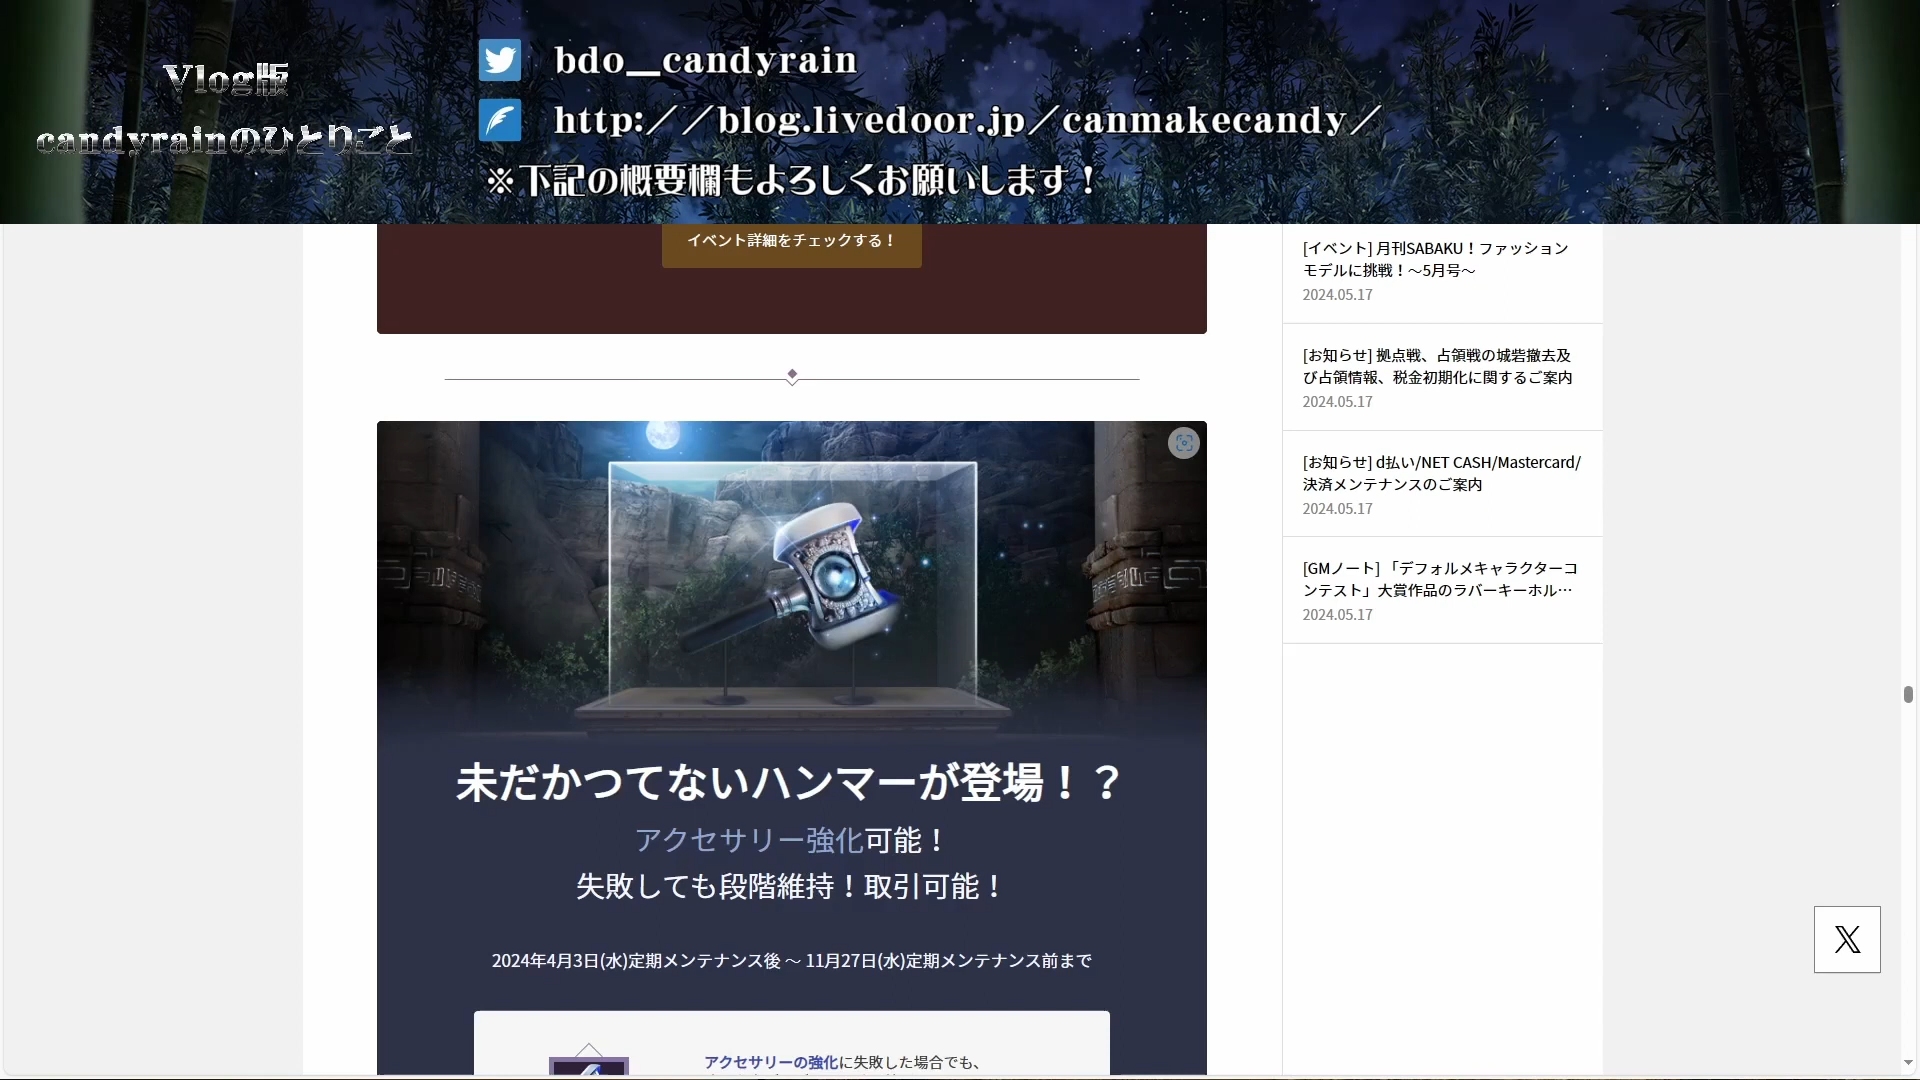 Vlog版
candyrainのひとりごと
bdo__candyrain
http://blog.livedoor.jp/canmakecandy/
※下記の概要欄もよろしくお願いします！
イベント詳細をチェックする！
未だかつてないハンマーが登場！？
アクセサリー強化可能！
失敗しても段階維持！取引可能！
2024年4月3日(水)定期メンテナンス後 ～ 11月27日(水)定期メンテナンス前まで
アクセサリーの強化に失敗した場合でも、
[イベント] 月刊SABAKU！ファッション
モデルに挑戦！～5月号～
2024.05.17
[お知らせ] 拠点戦、占領戦の城砦撤去及
び占領情報、税金初期化に関するご案内
2024.05.17
[お知らせ] d払い/NET CASH/Mastercard/
決済メンテナンスのご案内
2024.05.17
[GMノート] 「デフォルメキャラクターコ
ンテスト」大賞作品のラバーキーホル…
2024.05.17